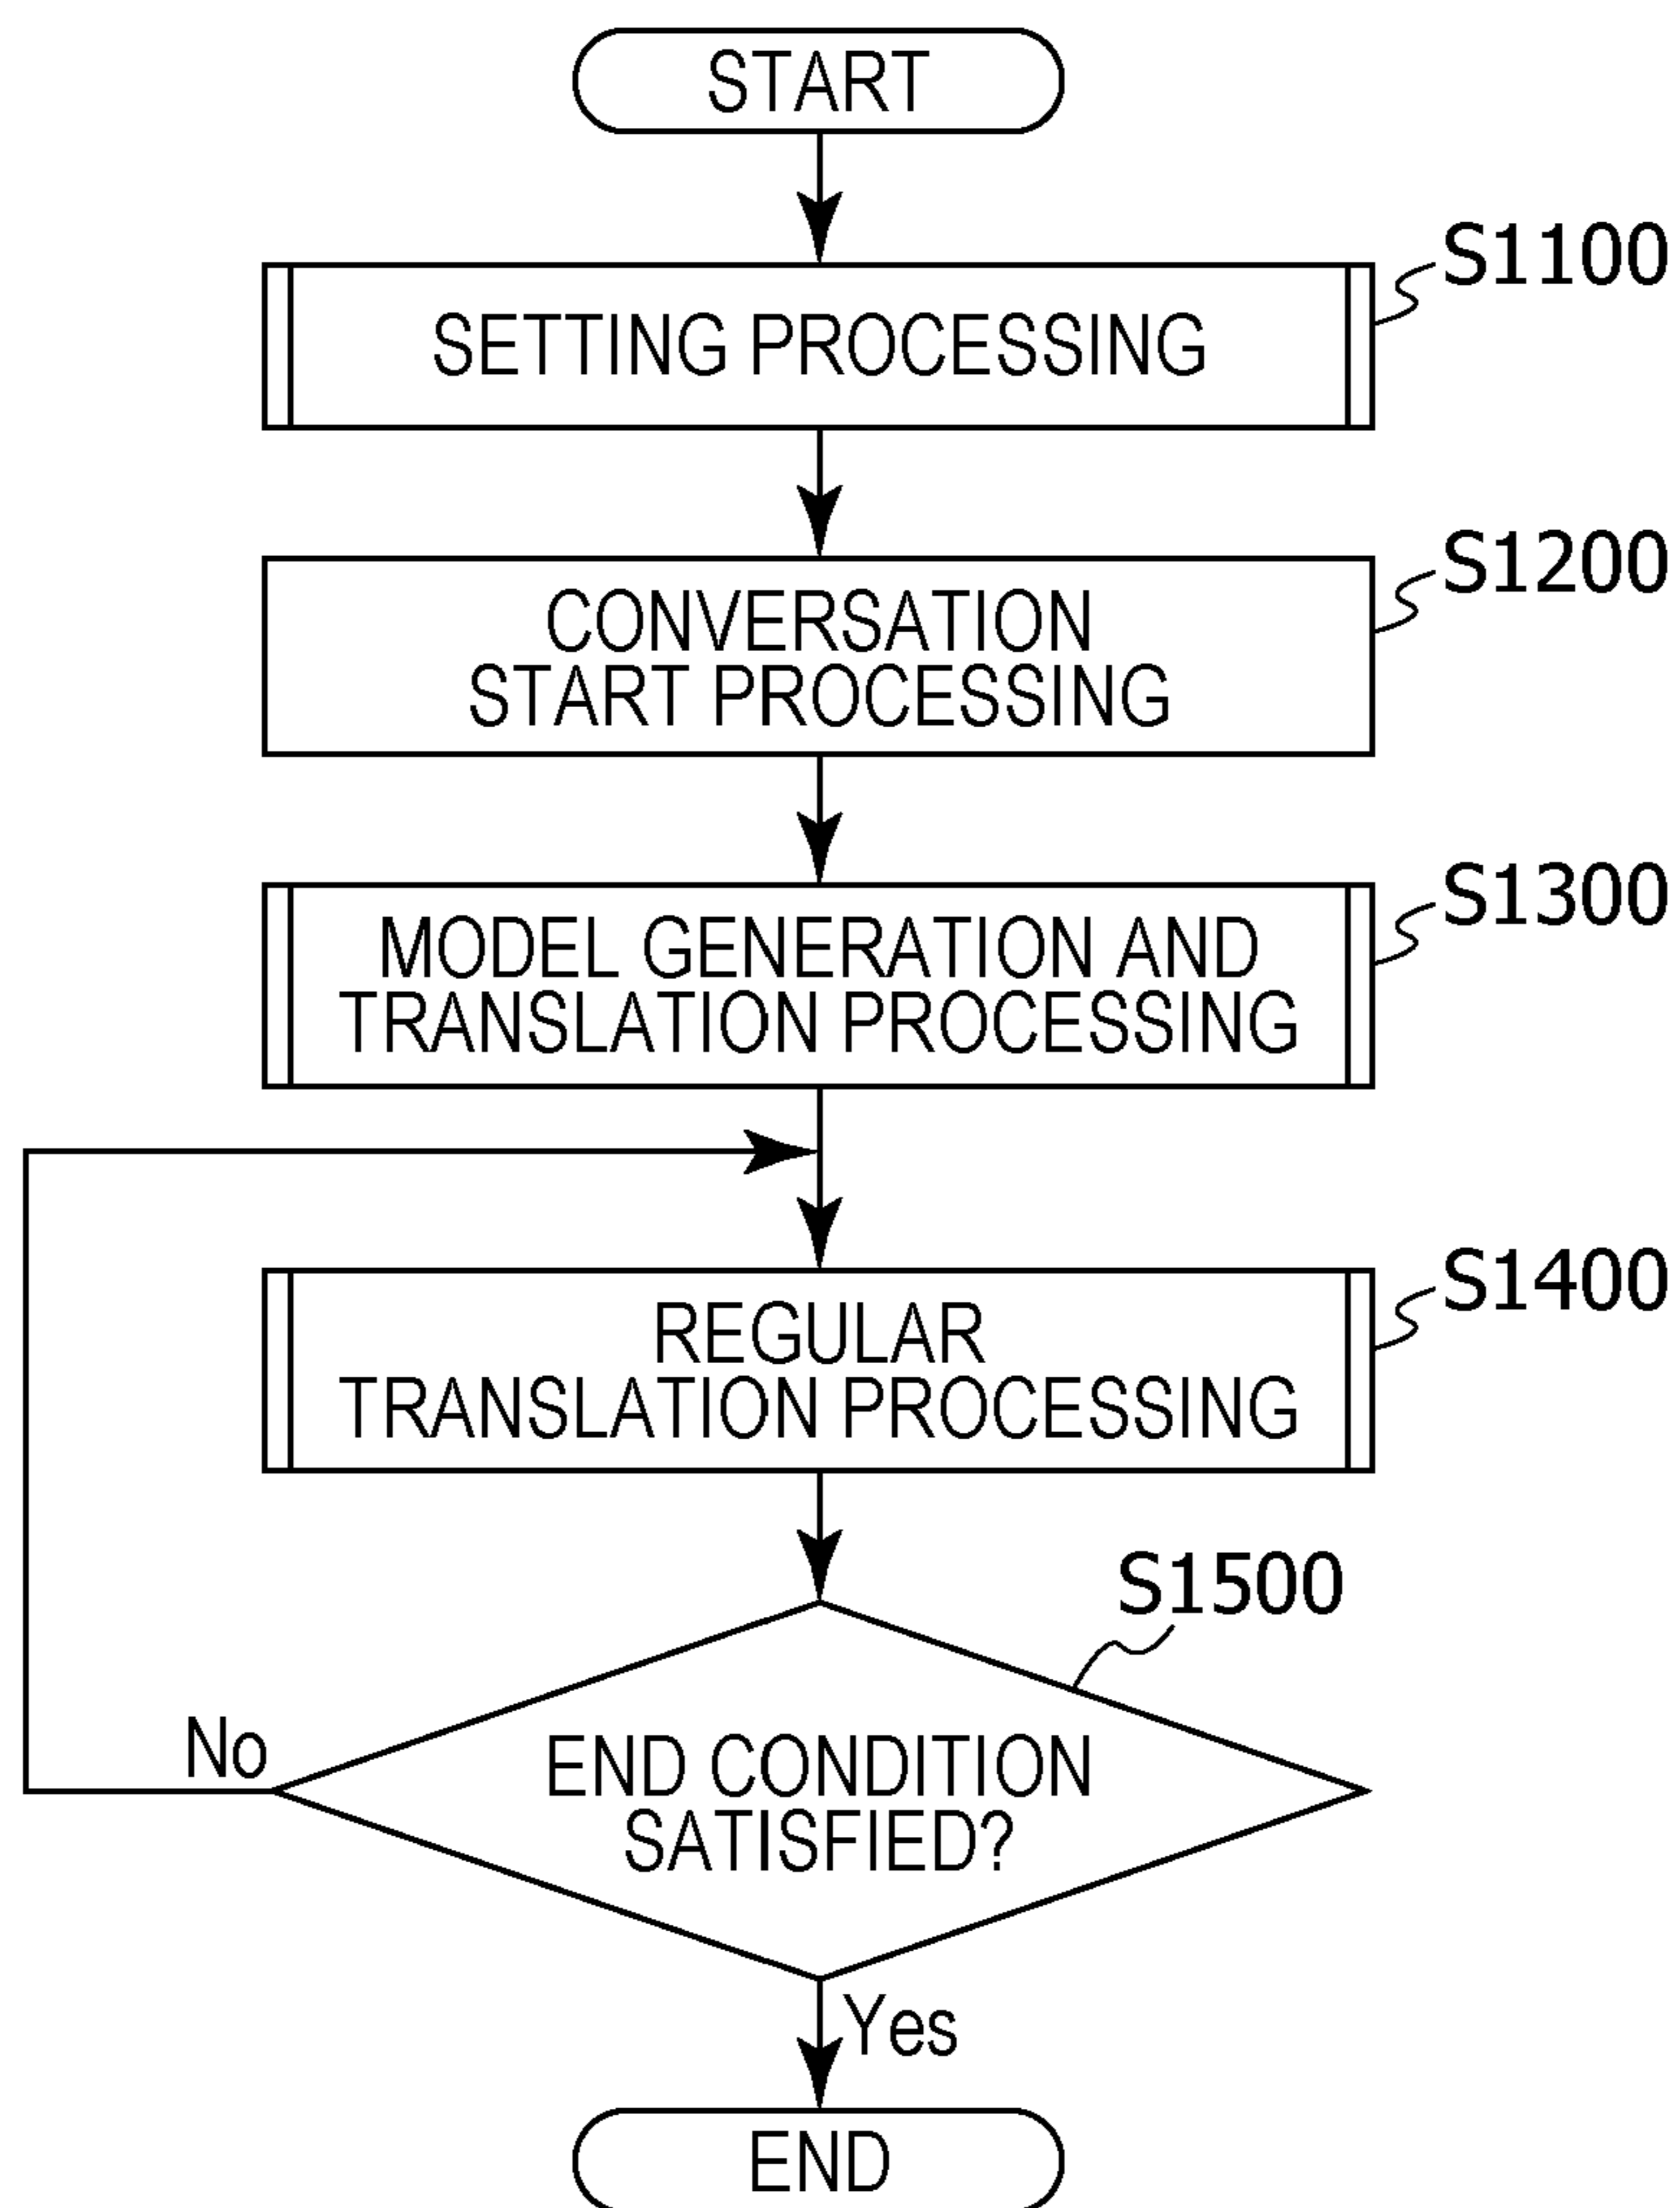 START
S1100
SETTING PROCESSING
S1200
CONVERSATION
START PROCESSING
S1300
MODEL GENERATION AND
TRANSLATION PROCESSING
S1400
REGULAR
TRANSLATION PROCESSING
S1500
No
END CONDITION
SATISFIED?
Yes
END